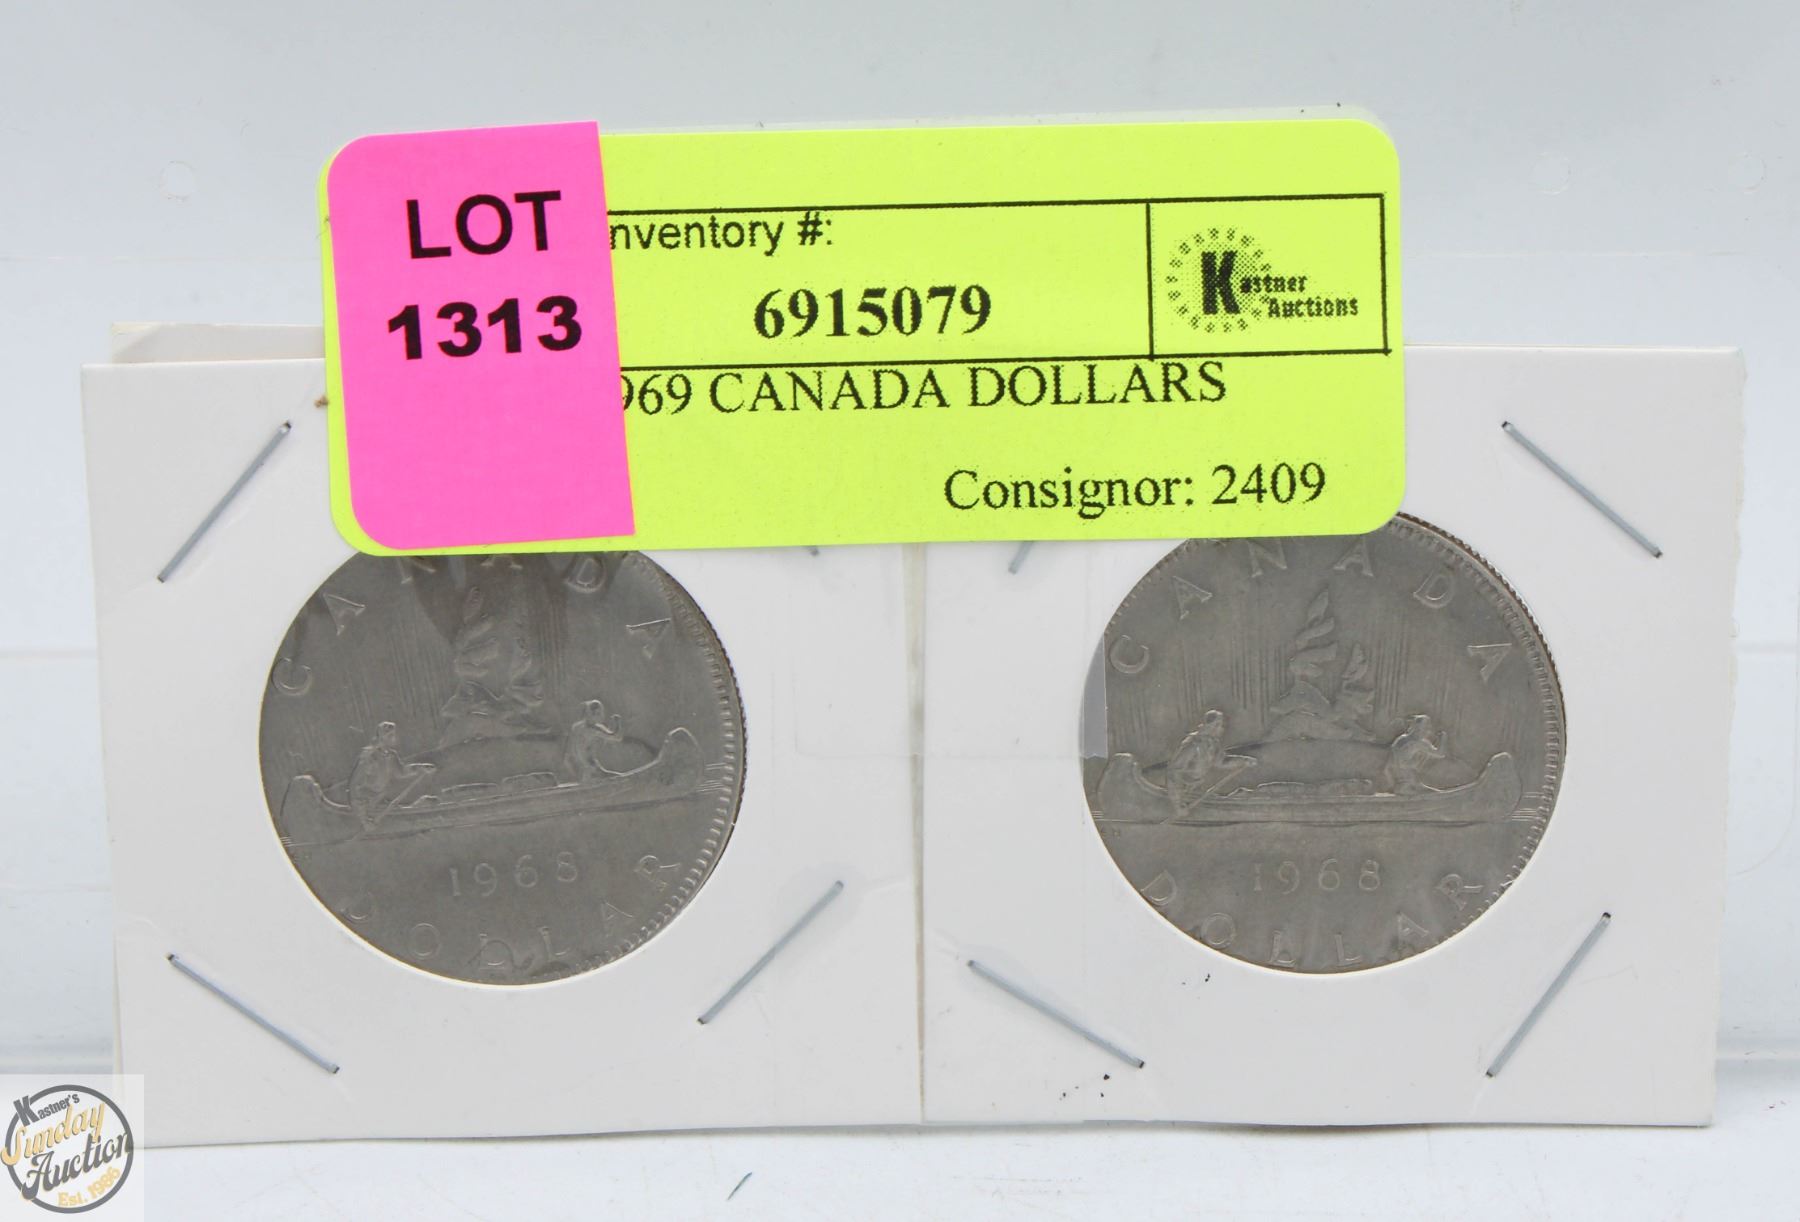 LOT
1313
nventory #:
6915079
Kastner
Auctions
969 CANADA DOLLARS
Consignor: 2409
CANADA
1968
DOLLAR
CANADA
1968
DOLLAR
Kastner's
Sunday
Auction
Est. 1986